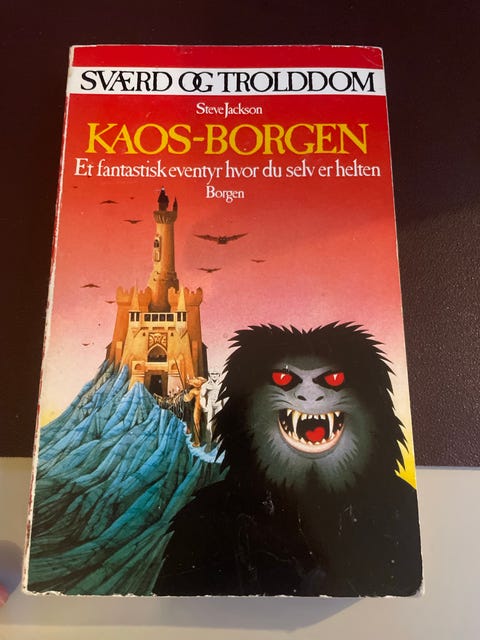 SVÆRD OG TROLDDOM
Steve Jackson
KAOS-BORGEN
Et fantastisk eventyr hvor du selv er helten
Borgen